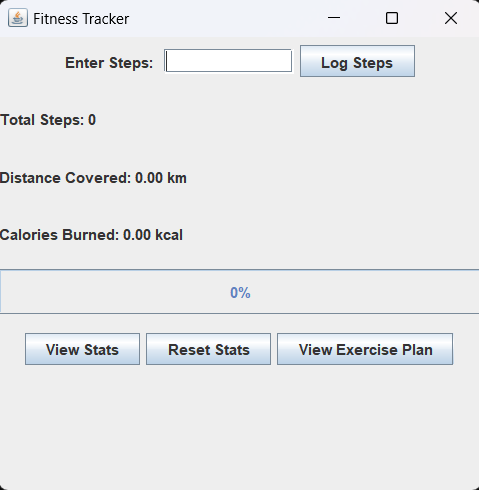 Fitness Tracker
Enter Steps: Log Steps
Total Steps: 0
Distance Covered: 0.00 km
Calories Burned: 0.00 kcal
0%
View Stats Reset Stats View Exercise Plan